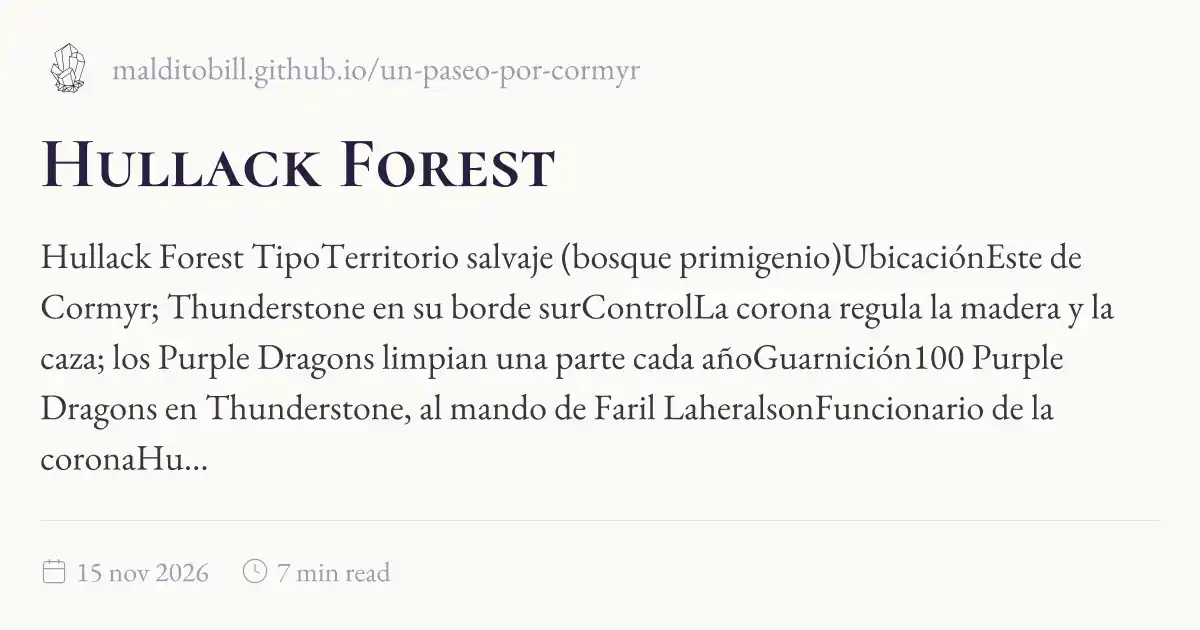 malditobill.github.io/un-paseo-por-cormyr
Hullack Forest
Hullack Forest TipoTerritorio salvaje (bosque primigenio)UbicaciónEste de
Cormyr; Thunderstone en su borde surControlLa corona regula la madera y la
caza; los Purple Dragons limpian una parte cada añoGuarnición100 Purple
Dragons en Thunderstone, al mando de Faril LaheralsonFuncionario de la
coronaHu...
15 nov 2026 7 min read